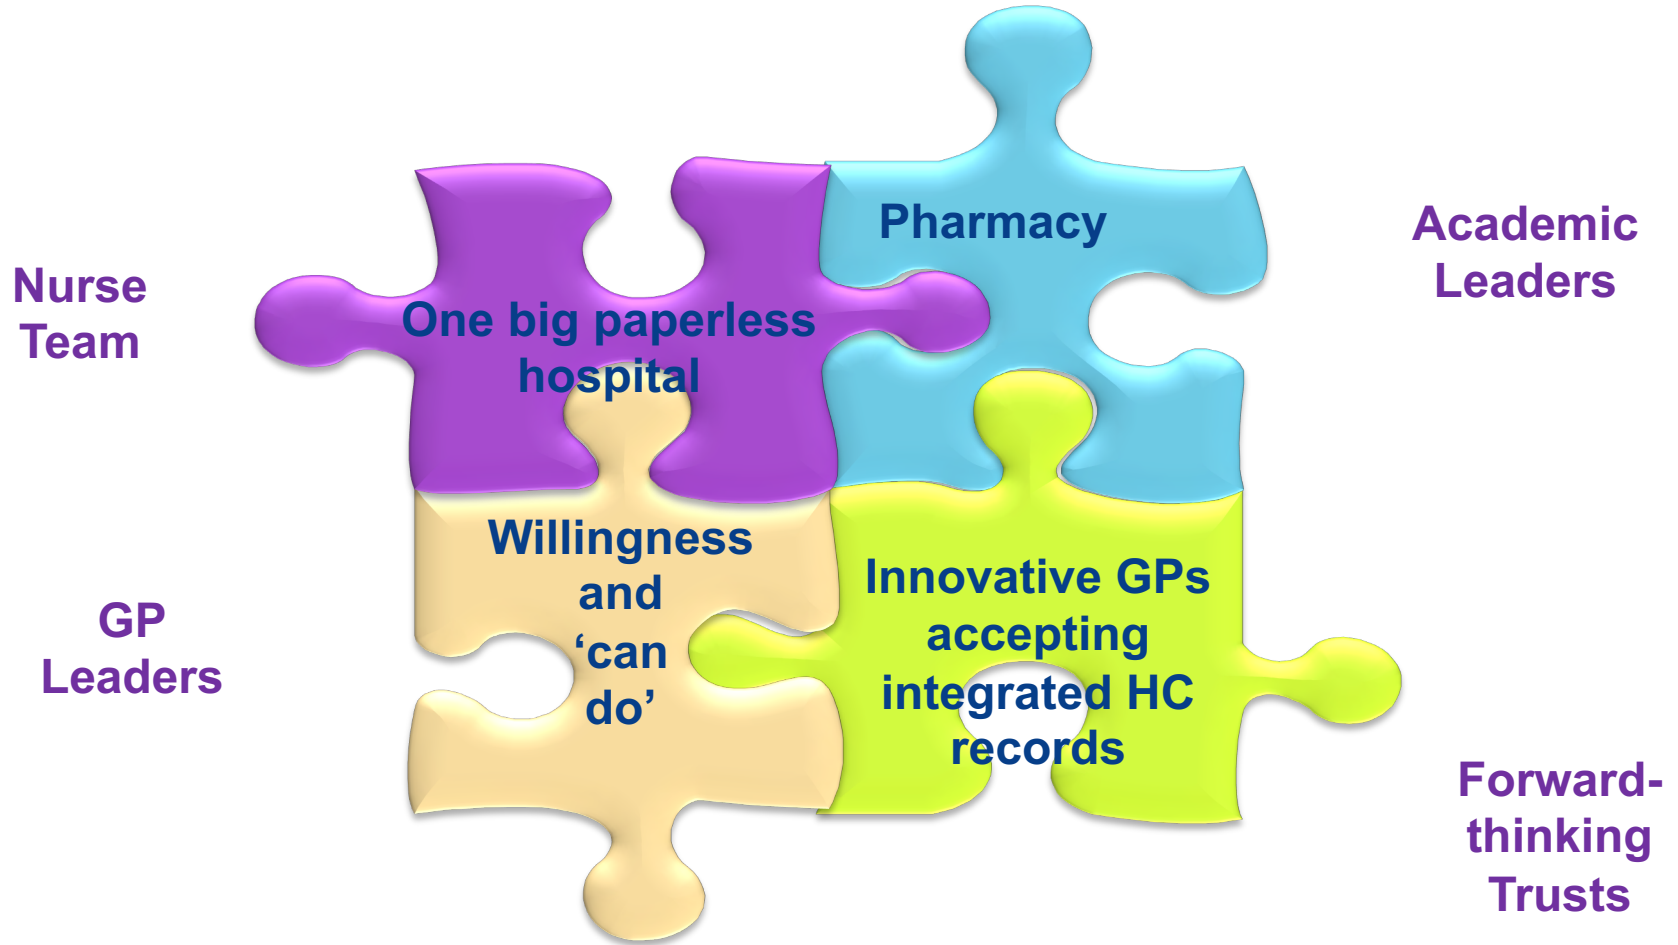 Pharmacy
Academic
Leaders
Nurse
Team
One big paperless
hospital
Willingness
and
‘can
do’
Innovative GPs
accepting
integrated HC
records
GP
Leaders
Forward-
thinking
Trusts